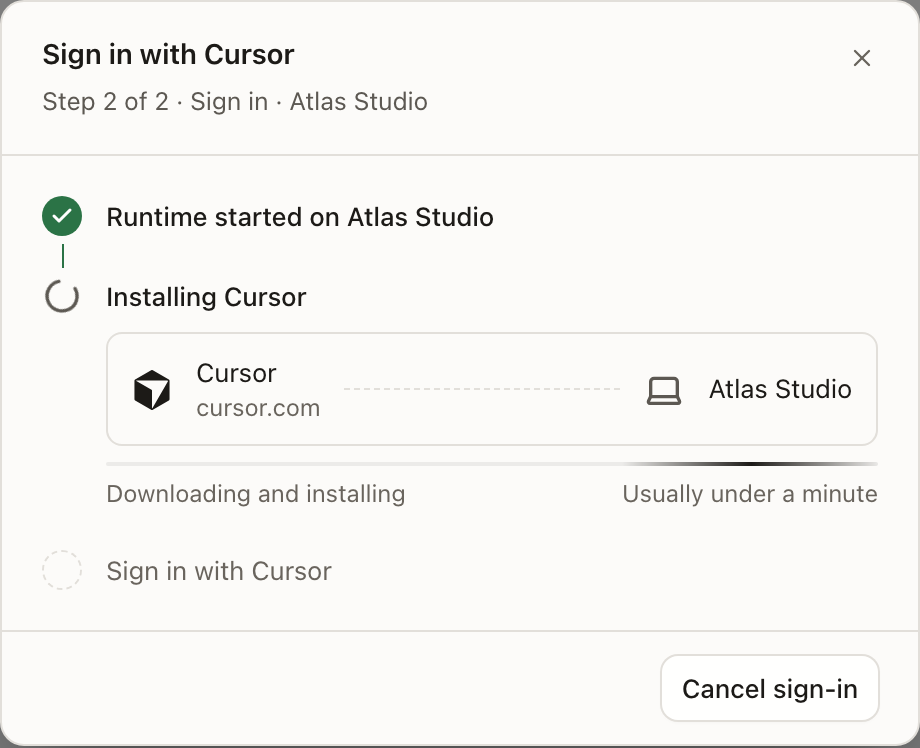 Sign in with Cursor
Step 2 of 2 · Sign in · Atlas Studio
Runtime started on Atlas Studio
Installing Cursor
Cursor
cursor.com
Atlas Studio
Downloading and installing
Usually under a minute
Sign in with Cursor
Cancel sign-in